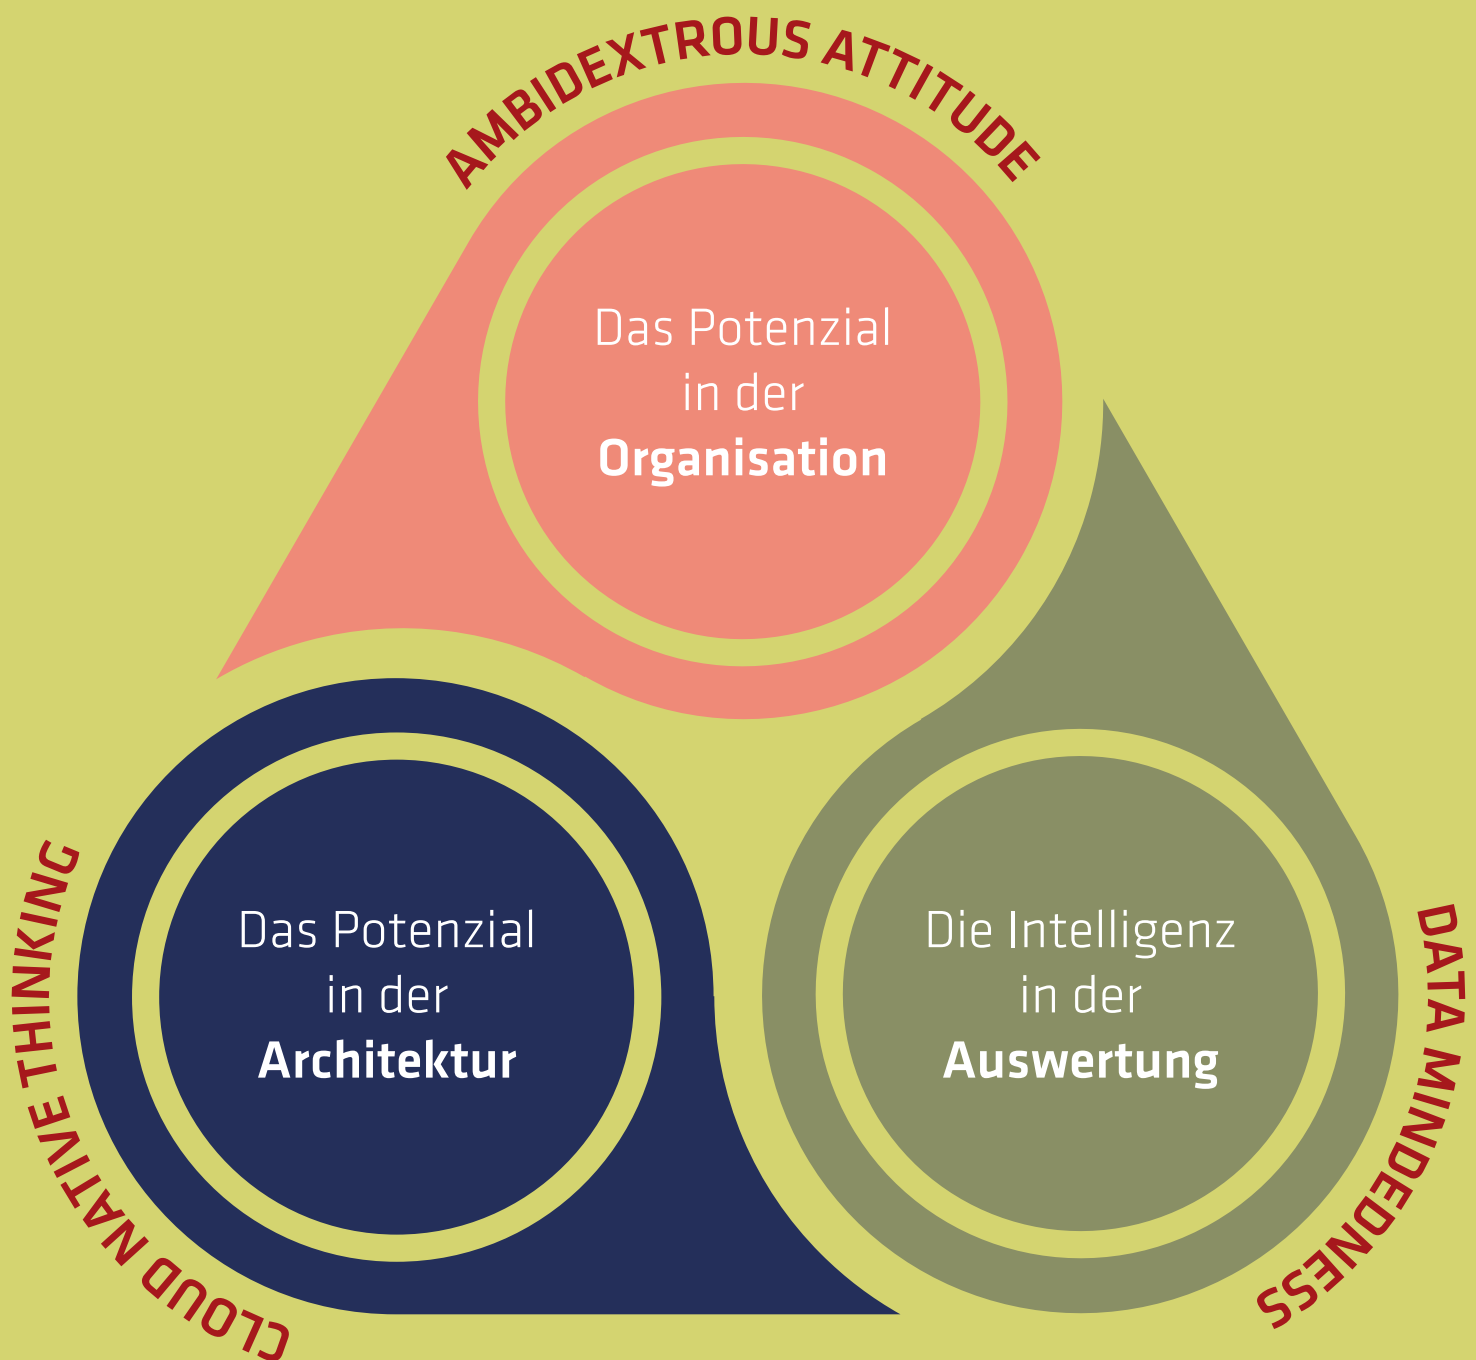 AMBIDEXTROUS ATTITUDE
Das Potenzial
in der
Organisation
CLOUD NATIVE THINKING
Das Potenzial
in der
Architektur
Die Intelligenz
in der
Auswertung
DATA MINDEDNESS